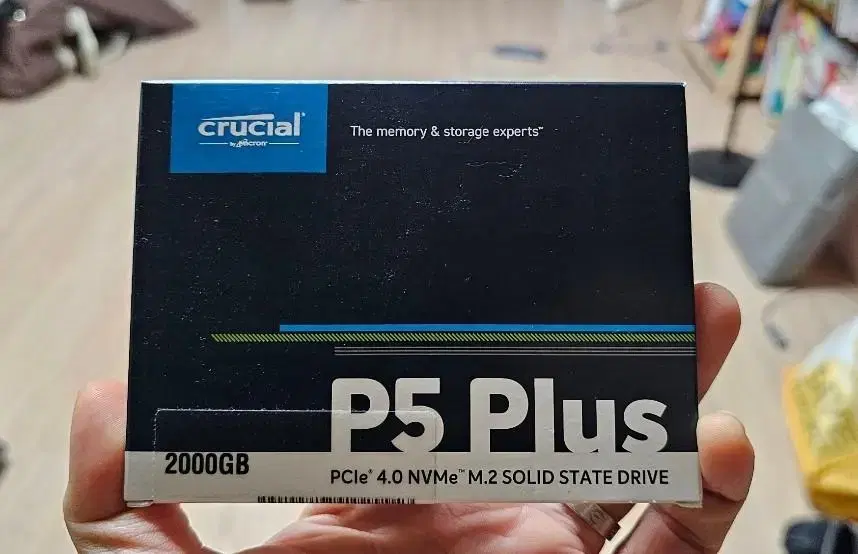 crucial
by Micron
The memory & storage experts™
P5 Plus
2000GB
PCIe® 4.0 NVMe™ M.2 SOLID STATE DRIVE